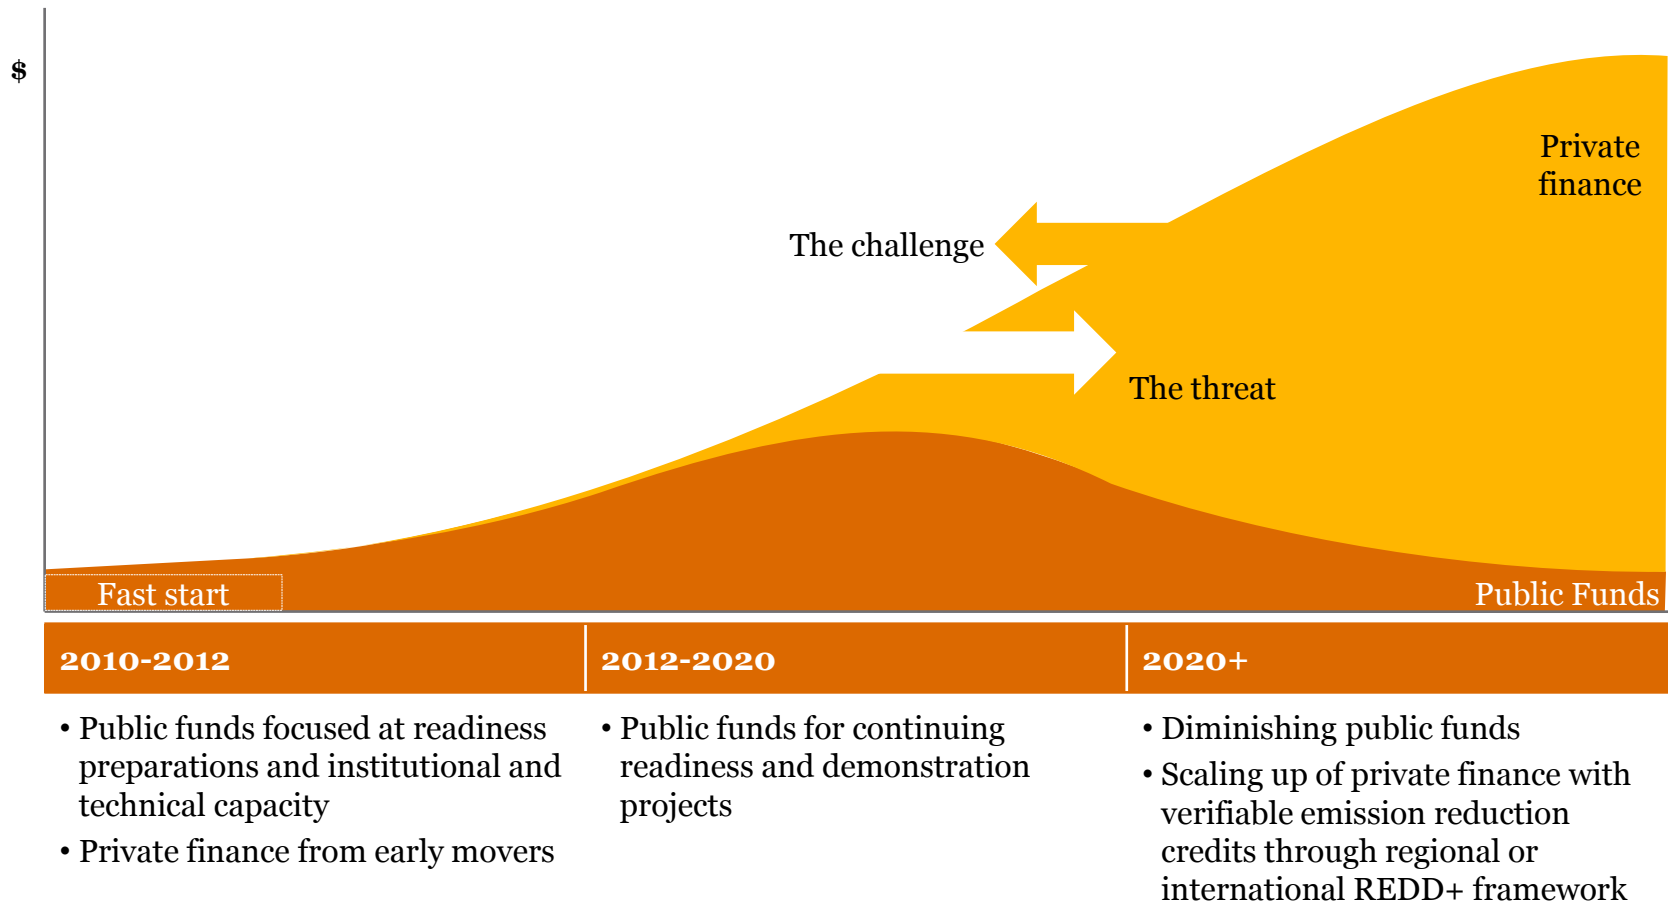 $
Private
finance
The challenge
The threat
Fast start
Public Funds
2010-2012
2012-2020
2020+
• Public funds focused at readiness
preparations and institutional and
technical capacity
• Private finance from early movers
• Public funds for continuing
readiness and demonstration
projects
• Diminishing public funds
• Scaling up of private finance with
verifiable emission reduction
credits through regional or
international REDD+ framework